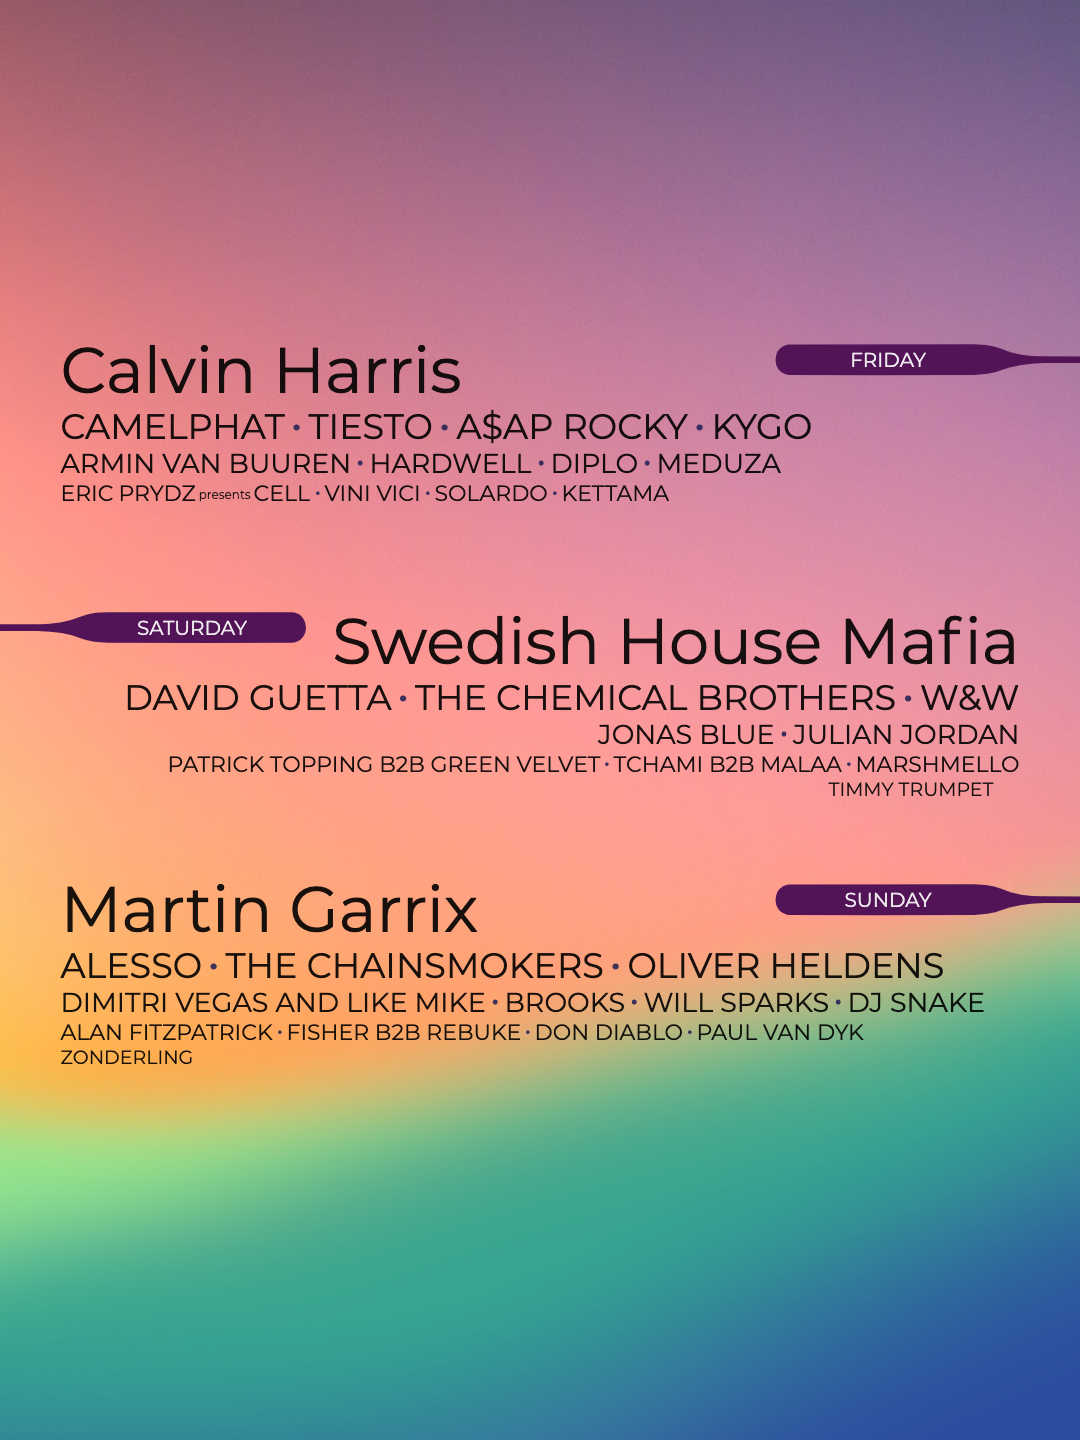 Calvin Harris
FRIDAY
CAMELPHAT • TIESTO • A$AP ROCKY • KYGO
ARMIN VAN BUUREN • HARDWELL • DIPLO • MEDUZA
ERIC PRYDZ presents CELL • VINI VICI • SOLARDO • KETTAMA
SATURDAY
Swedish House Mafia
DAVID GUETTA • THE CHEMICAL BROTHERS • W&W
JONAS BLUE • JULIAN JORDAN
PATRICK TOPPING B2B GREEN VELVET • TCHAMI B2B MALAA • MARSHMELLO
TIMMY TRUMPET
Martin Garrix
SUNDAY
ALESSO • THE CHAINSMOKERS • OLIVER HELDENS
DIMITRI VEGAS AND LIKE MIKE • BROOKS • WILL SPARKS • DJ SNAKE
ALAN FITZPATRICK • FISHER B2B REBUKE • DON DIABLO • PAUL VAN DYK
ZONDERLING